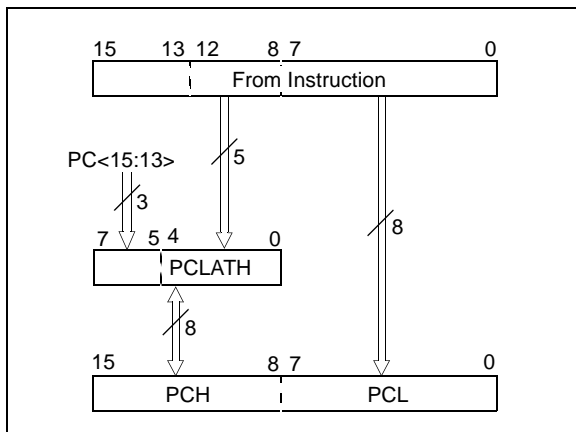 15 13 12 8 7 0
From Instruction
PC<15:13>
5
3
8
7 5 4 0
PCLATH
8
15 8 7 0
PCH PCL